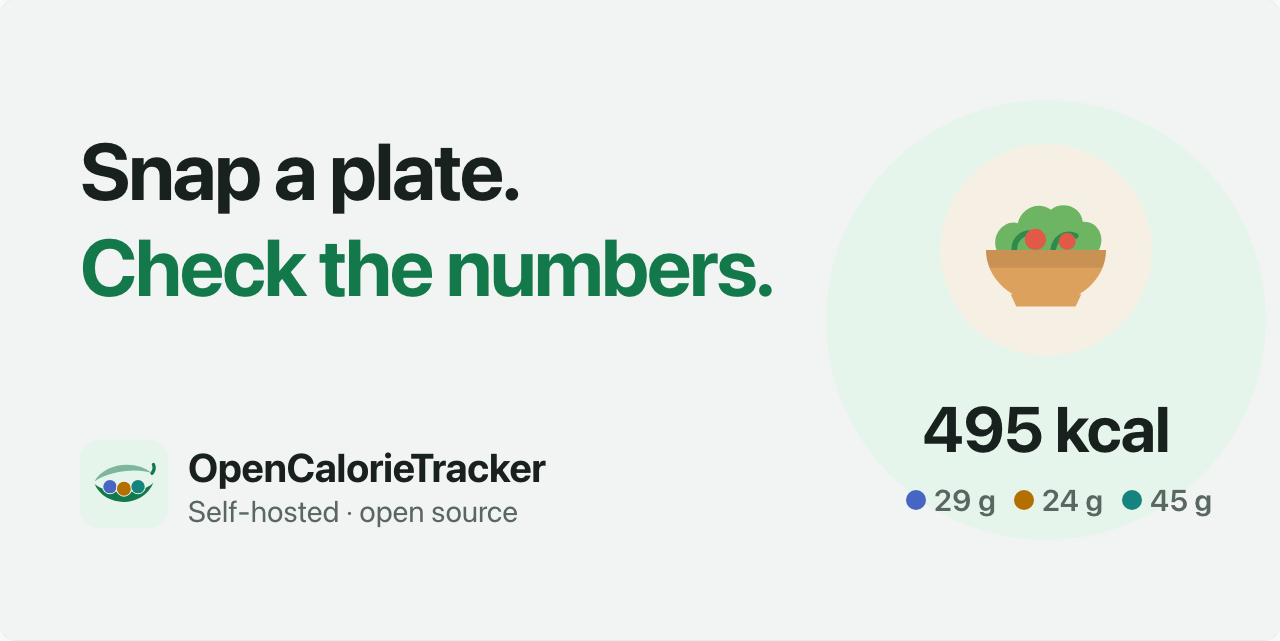 Snap a plate.
Check the numbers.
OpenCalorieTracker
Self-hosted · open source
495 kcal
29 g 24 g 45 g